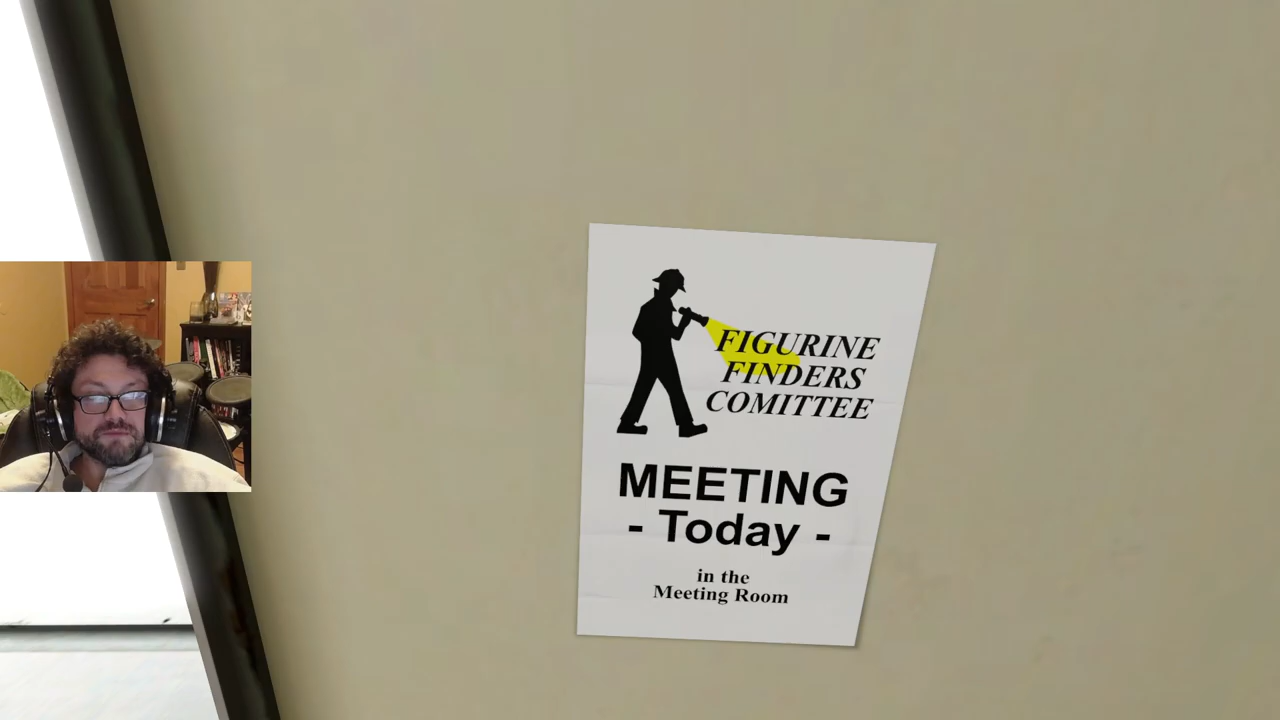 FIGURINE
FINDERS
COMITTEE
MEETING
- Today -
in the
Meeting Room